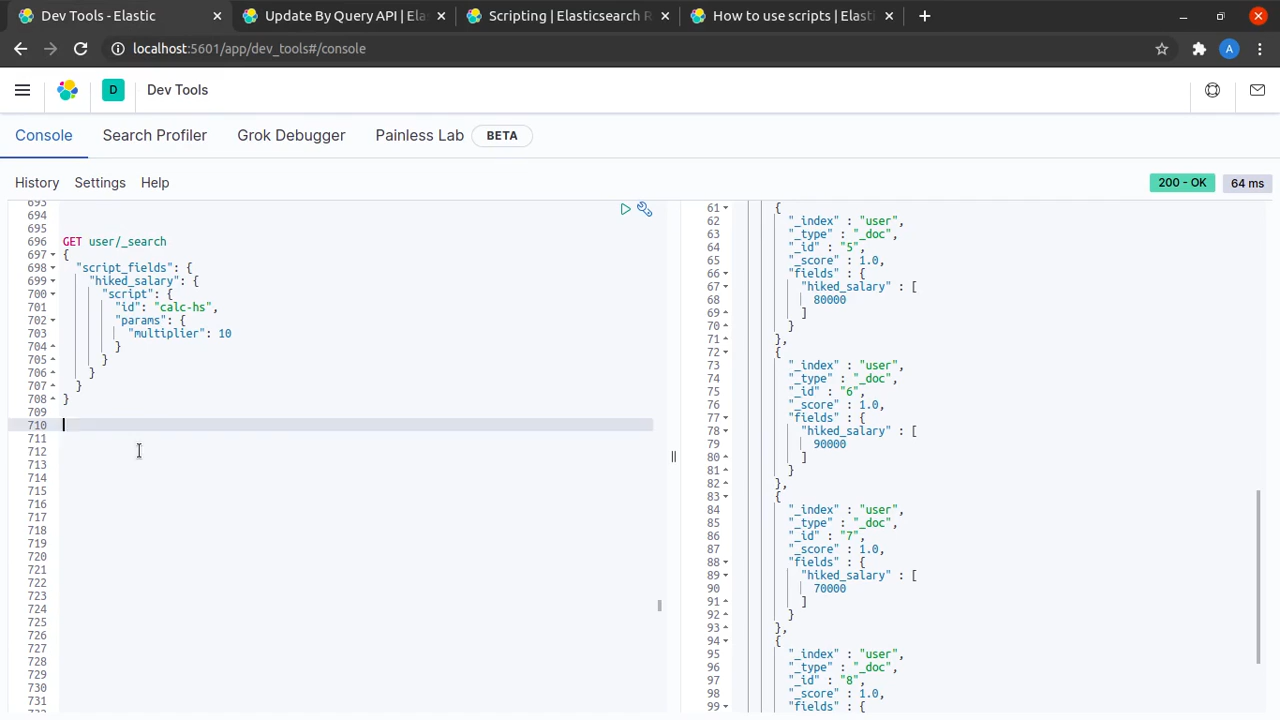 Dev Tools - Elastic
Update By Query API | Ela
Scripting | Elasticsearch R
How to use scripts | Elasti
localhost:5601/app/dev_tools#/console
A
D
Dev Tools
Console
Search Profiler
Grok Debugger
Painless Lab
BETA
History
Settings
Help
200 - OK
64 ms
693
694
695
696 GET user/_search
697 {
698 "script_fields": {
699 "hiked_salary": {
700 "script": {
701 "id": "calc-hs",
702 "params": {
703 "multiplier": 10
704 }
705 }
706 }
707 }
708 }
709
710
711
712
713
714
715
716
717
718
719
720
721
722
723
724
725
726
727
728
729
730
731
61 {
62 "_index" : "user",
63 "_type" : "_doc",
64 "_id" : "5",
65 "_score" : 1.0,
66 "fields" : {
67 "hiked_salary" : [
68 80000
69 ]
70 }
71 },
72 {
73 "_index" : "user",
74 "_type" : "_doc",
75 "_id" : "6",
76 "_score" : 1.0,
77 "fields" : {
78 "hiked_salary" : [
79 90000
80 ]
81 }
82 },
83 {
84 "_index" : "user",
85 "_type" : "_doc",
86 "_id" : "7",
87 "_score" : 1.0,
88 "fields" : {
89 "hiked_salary" : [
90 70000
91 ]
92 }
93 },
94 {
95 "_index" : "user",
96 "_type" : "_doc",
97 "_id" : "8",
98 "_score" : 1.0,
99 "fields" : {